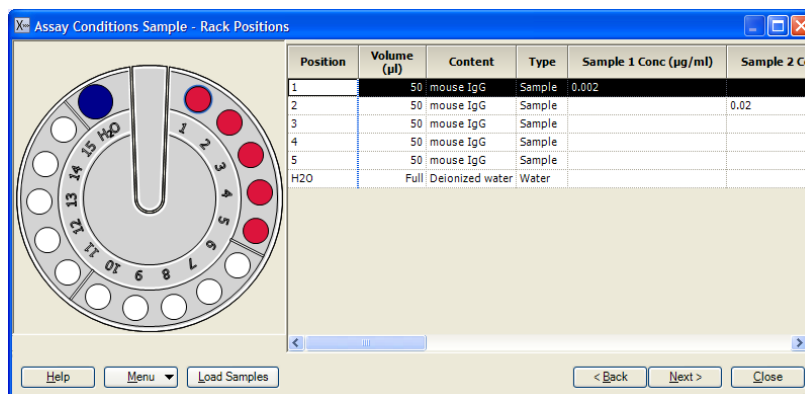 Assay Conditions Sample - Rack Positions
Position Volume (µl) Content Type Sample 1 Conc (µg/ml) Sample 2 C
1 50 mouse IgG Sample 0.002
2 50 mouse IgG Sample 0.02
3 50 mouse IgG Sample
4 50 mouse IgG Sample
5 50 mouse IgG Sample
H2O Full Deionized water Water
1
2
3
4
5
6
7
8
9
10
11
12
13
14
15
H2O
Help Menu Load Samples < Back Next > Close